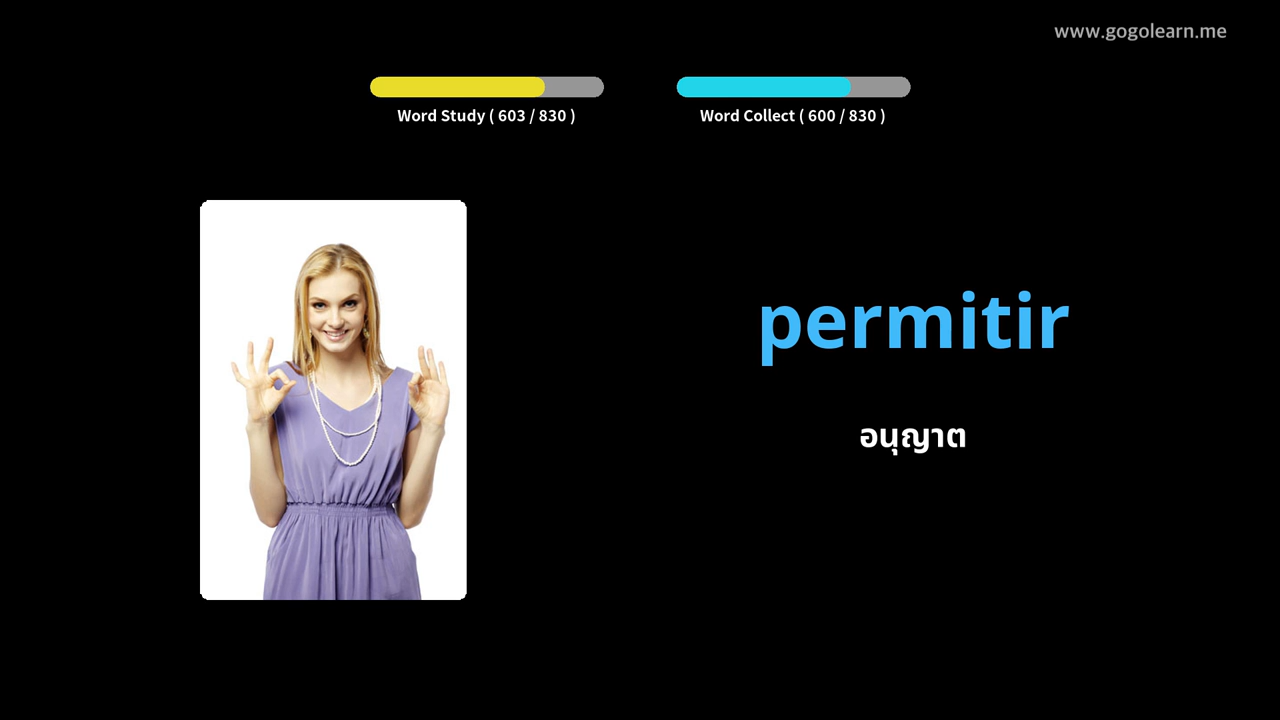 www.gogolearn.me
Word Study ( 603 / 830 )
Word Collect ( 600 / 830 )
permitir
อนุญาต